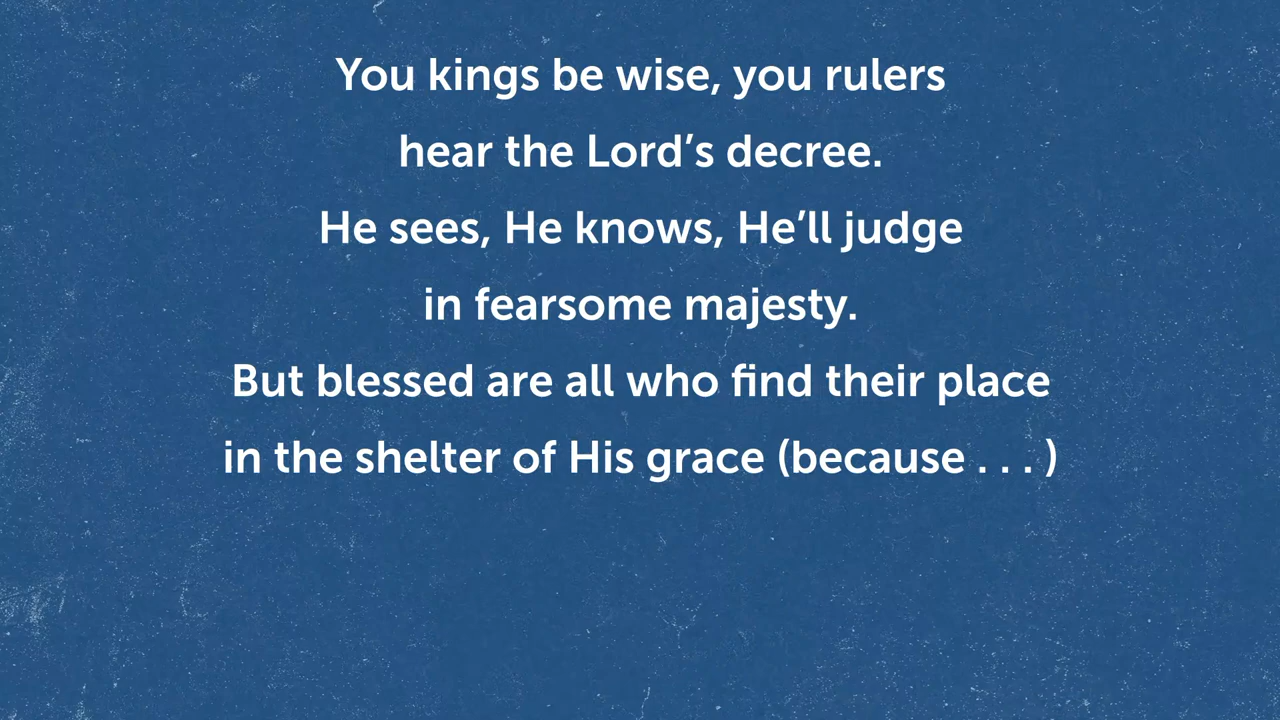 You kings be wise, you rulers
hear the Lord’s decree.
He sees, He knows, He’ll judge
in fearsome majesty.
But blessed are all who find their place
in the shelter of His grace (because . . . )